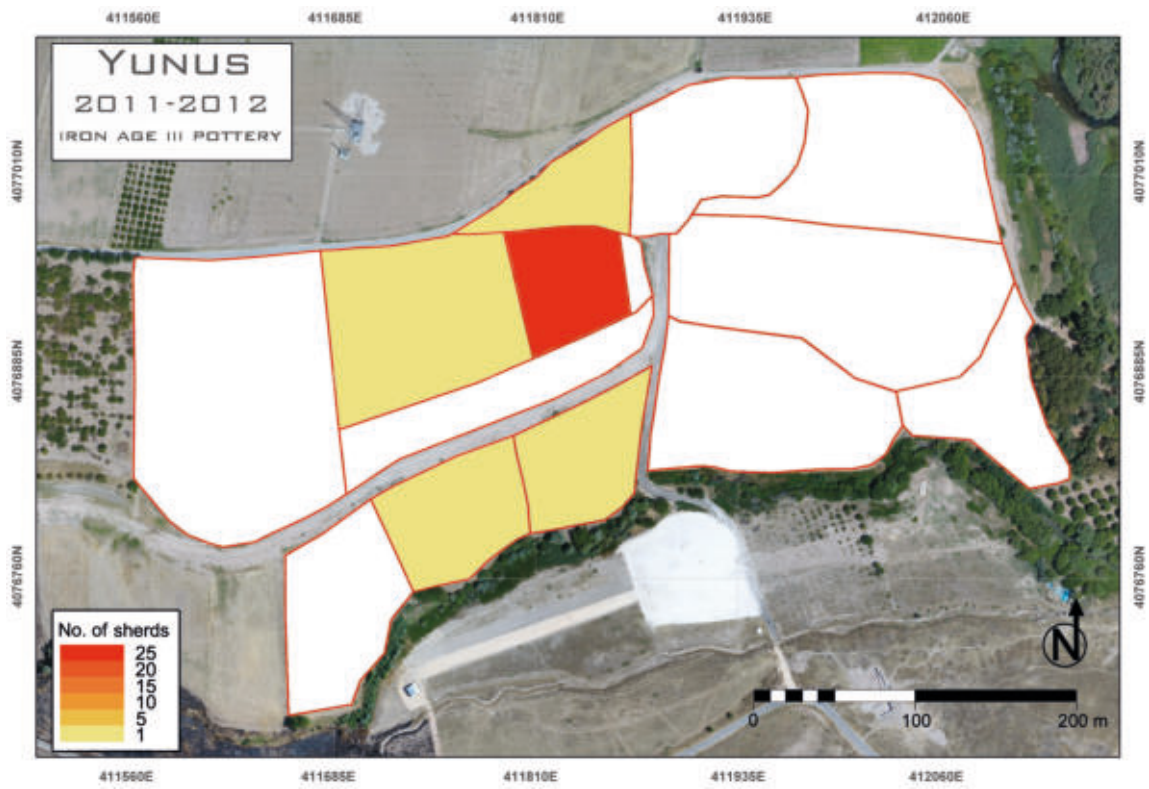 411560E 411685E 411810E 411935E 412060E
YUNUS
2011-2012
IRON AGE III POTTERY
4077010N 4077010N
4076885N 4076885N
4076760N 4076760N
No. of sherds
25
20
15
10
5
1
N
0 100 200 m
411560E 411685E 411810E 411935E 412060E